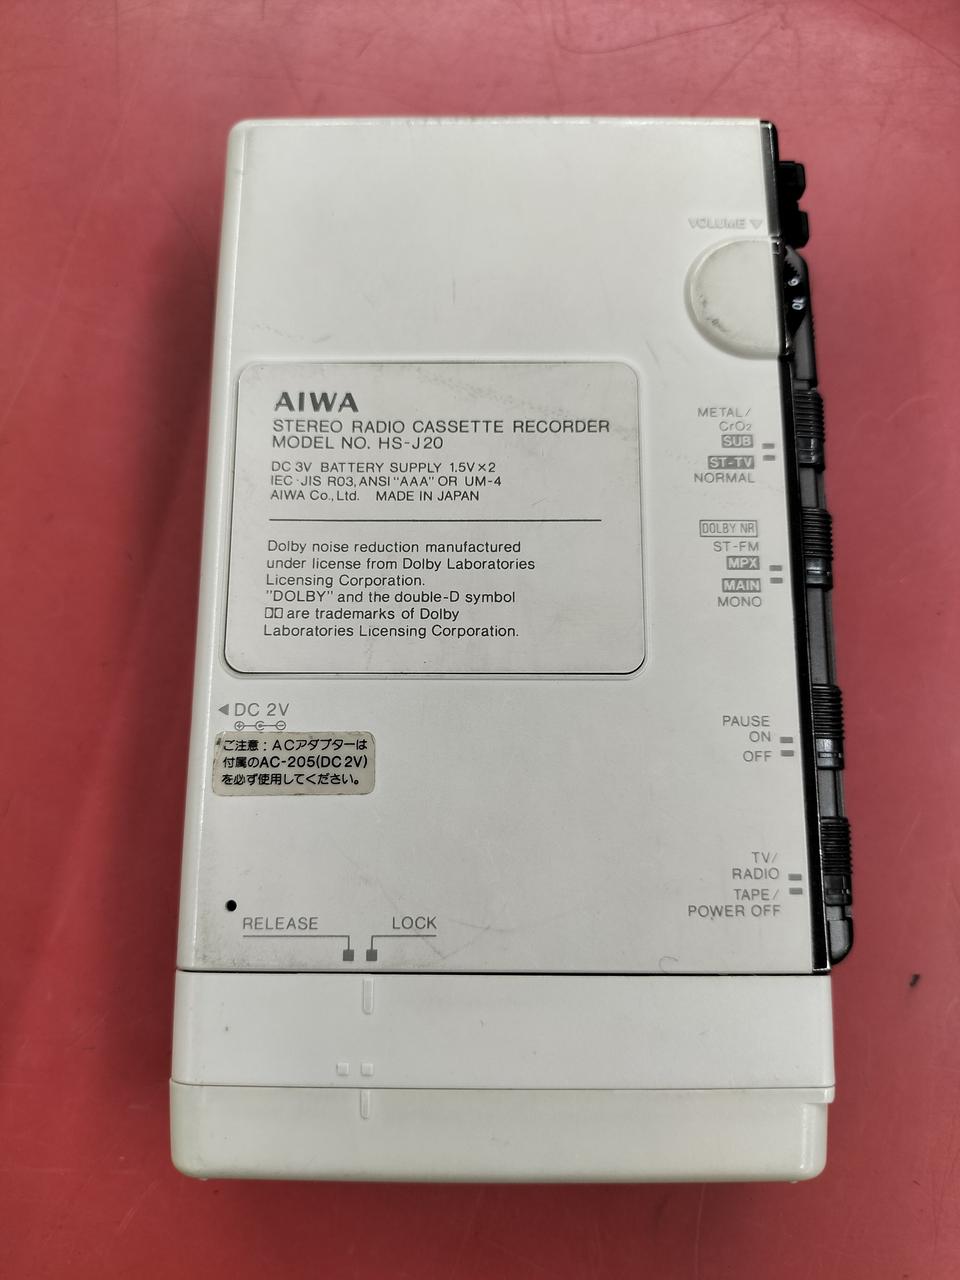 VOLUME ▼
9
10
AIWA
STEREO RADIO CASSETTE RECORDER
MODEL NO. HS-J20
DC 3V BATTERY SUPPLY 1.5V×2
IEC·JIS R03, ANSI "AAA" OR UM-4
AIWA Co., Ltd. MADE IN JAPAN
Dolby noise reduction manufactured
under license from Dolby Laboratories
Licensing Corporation.
"DOLBY" and the double-D symbol
are trademarks of Dolby
Laboratories Licensing Corporation.
METAL/
CrO2
SUB
ST-TV
NORMAL
DOLBY NR
ST-FM
MPX
MAIN
MONO
◀ DC 2V
ご注意：ACアダプターは
付属のAC-205(DC2V)
を必ず使用してください。
PAUSE
ON
OFF
TV/
RADIO
TAPE/
POWER OFF
RELEASE LOCK